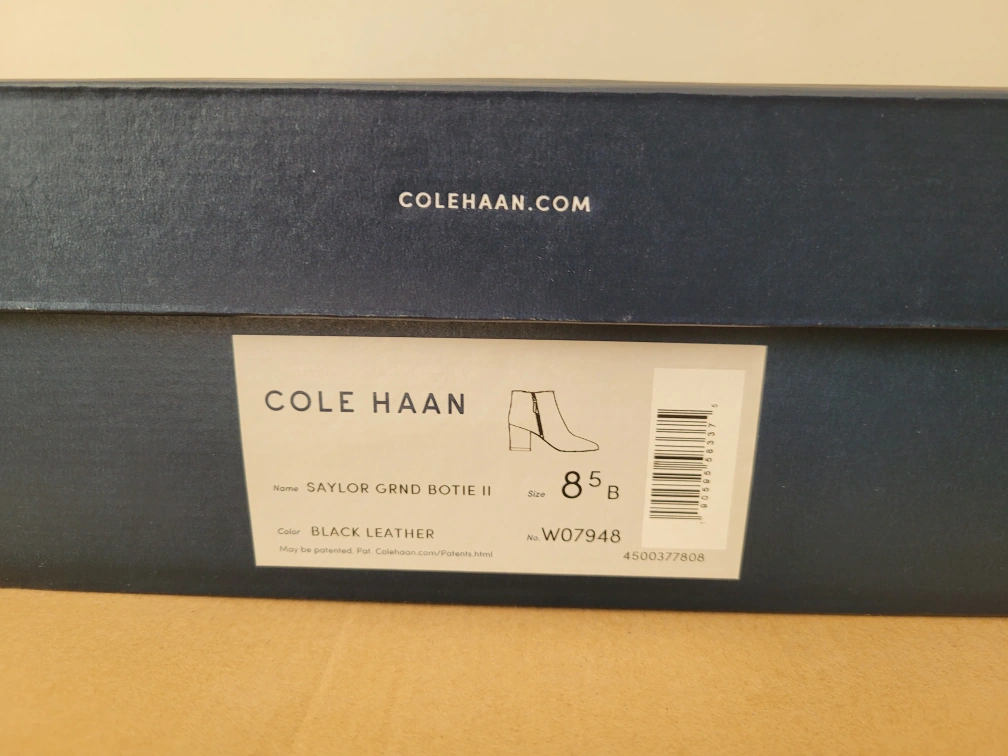 COLEHAAN.COM
COLE HAAN
Name SAYLOR GRND BOTIE II
Size 8 5 B
Color BLACK LEATHER
No. W07948
May be patented. Pat. Colehaan.com/Patents.html
4500377808